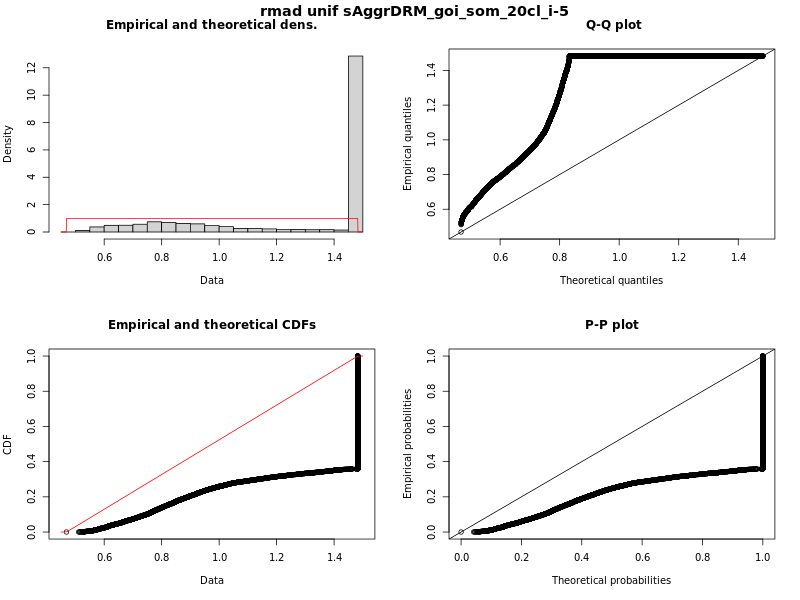 rmad unif sAggrDRM_goi_som_20cl_i-5
Empirical and theoretical dens.
Density
0 2 4 6 8 10 12
0.6 0.8 1.0 1.2 1.4
Data
Q-Q plot
Empirical quantiles
0.6 0.8 1.0 1.2 1.4
0.6 0.8 1.0 1.2 1.4
Theoretical quantiles
Empirical and theoretical CDFs
CDF
0.0 0.2 0.4 0.6 0.8 1.0
0.6 0.8 1.0 1.2 1.4
Data
P-P plot
Empirical probabilities
0.0 0.2 0.4 0.6 0.8 1.0
0.0 0.2 0.4 0.6 0.8 1.0
Theoretical probabilities